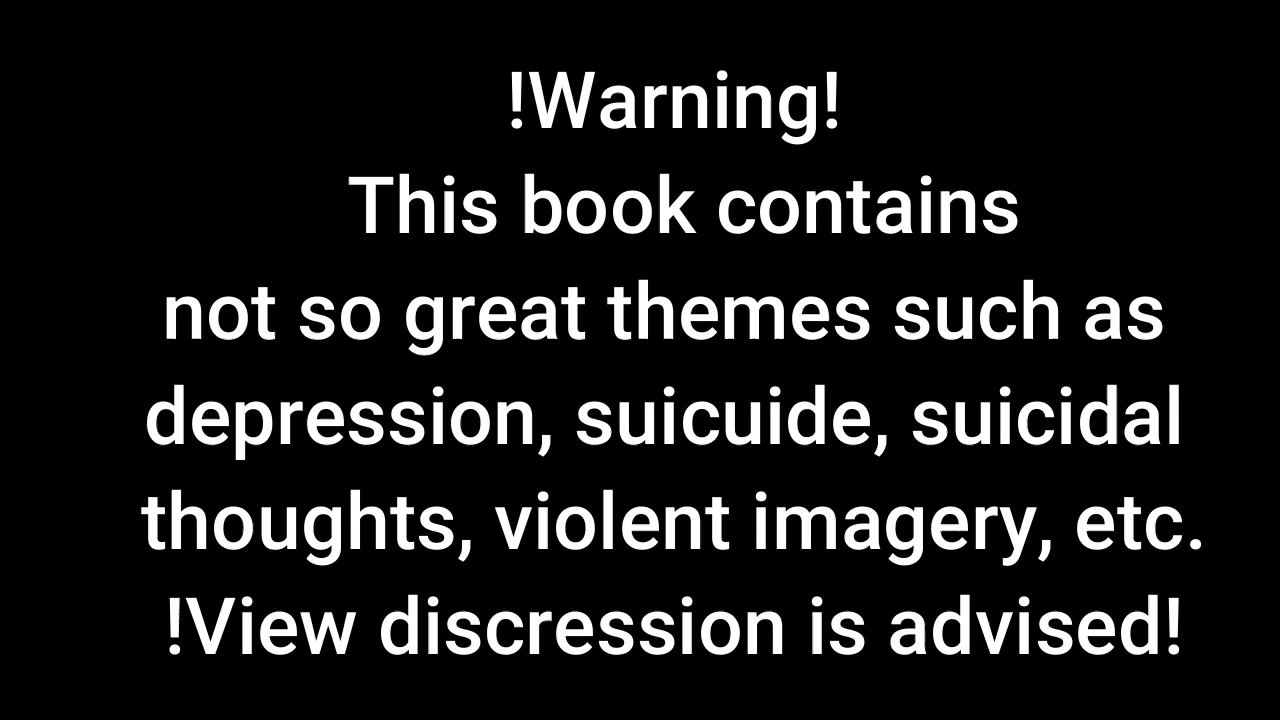 !Warning!
This book contains
not so great themes such as
depression, suicuide, suicidal
thoughts, violent imagery, etc.
!View discression is advised!